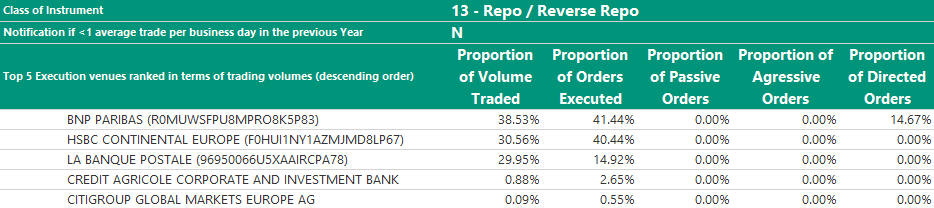 Class of Instrument 13 - Repo / Reverse Repo
Notification if <1 average trade per business day in the previous Year N
Top 5 Execution venues ranked in terms of trading volumes (descending order) Proportion of Volume Traded Proportion of Orders Executed Proportion of Passive Orders Proportion of Agressive Orders Proportion of Directed Orders
BNP PARIBAS (R0MUWSFPU8MPRO8K5P83) 38.53% 41.44% 0.00% 0.00% 14.67%
HSBC CONTINENTAL EUROPE (F0HUI1NY1AZMJMD8LP67) 30.56% 40.44% 0.00% 0.00% 0.00%
LA BANQUE POSTALE (96950066U5XAAIRCPA78) 29.95% 14.92% 0.00% 0.00% 0.00%
CREDIT AGRICOLE CORPORATE AND INVESTMENT BANK 0.88% 2.65% 0.00% 0.00% 0.00%
CITIGROUP GLOBAL MARKETS EUROPE AG 0.09% 0.55% 0.00% 0.00% 0.00%